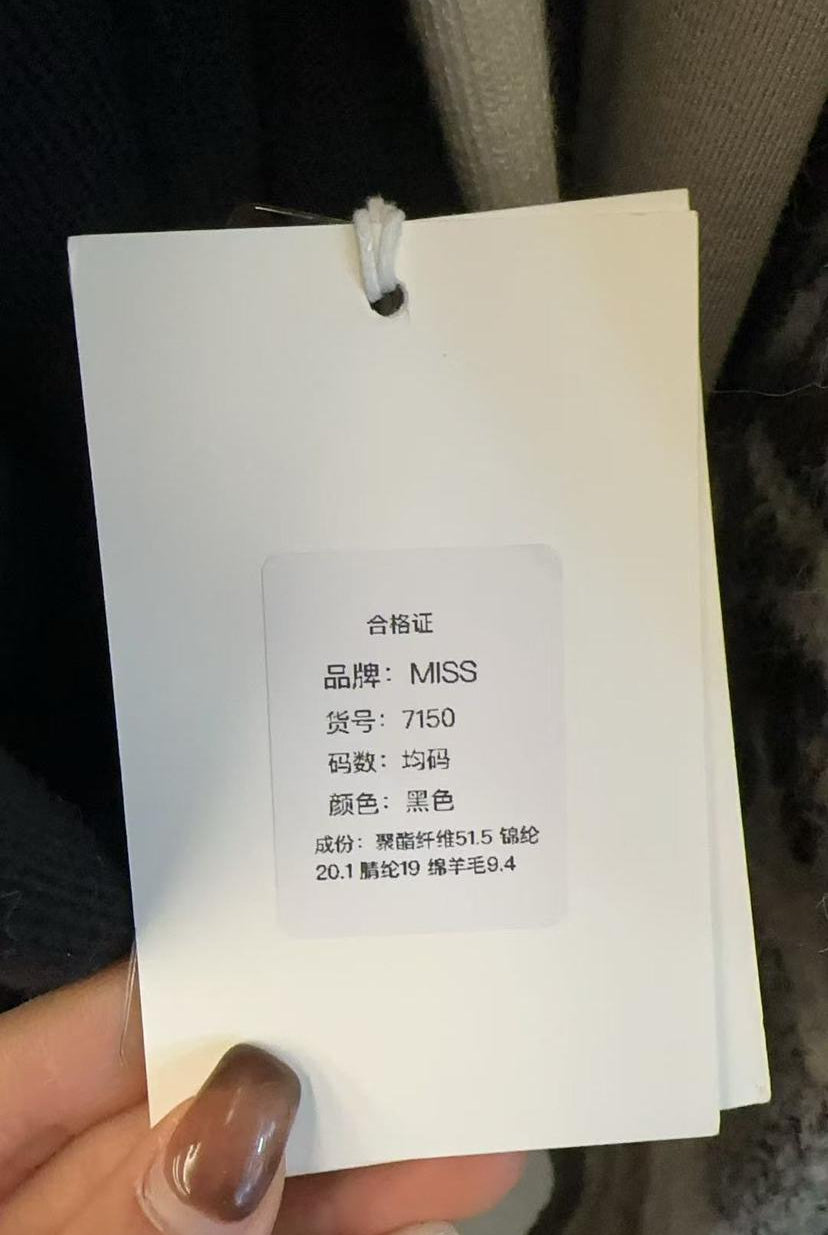 合格证
品牌：MISS
货号：7150
码数：均码
颜色：黑色
成份：聚酯纤维51.5 锦纶
20.1 腈纶19 绵羊毛9.4